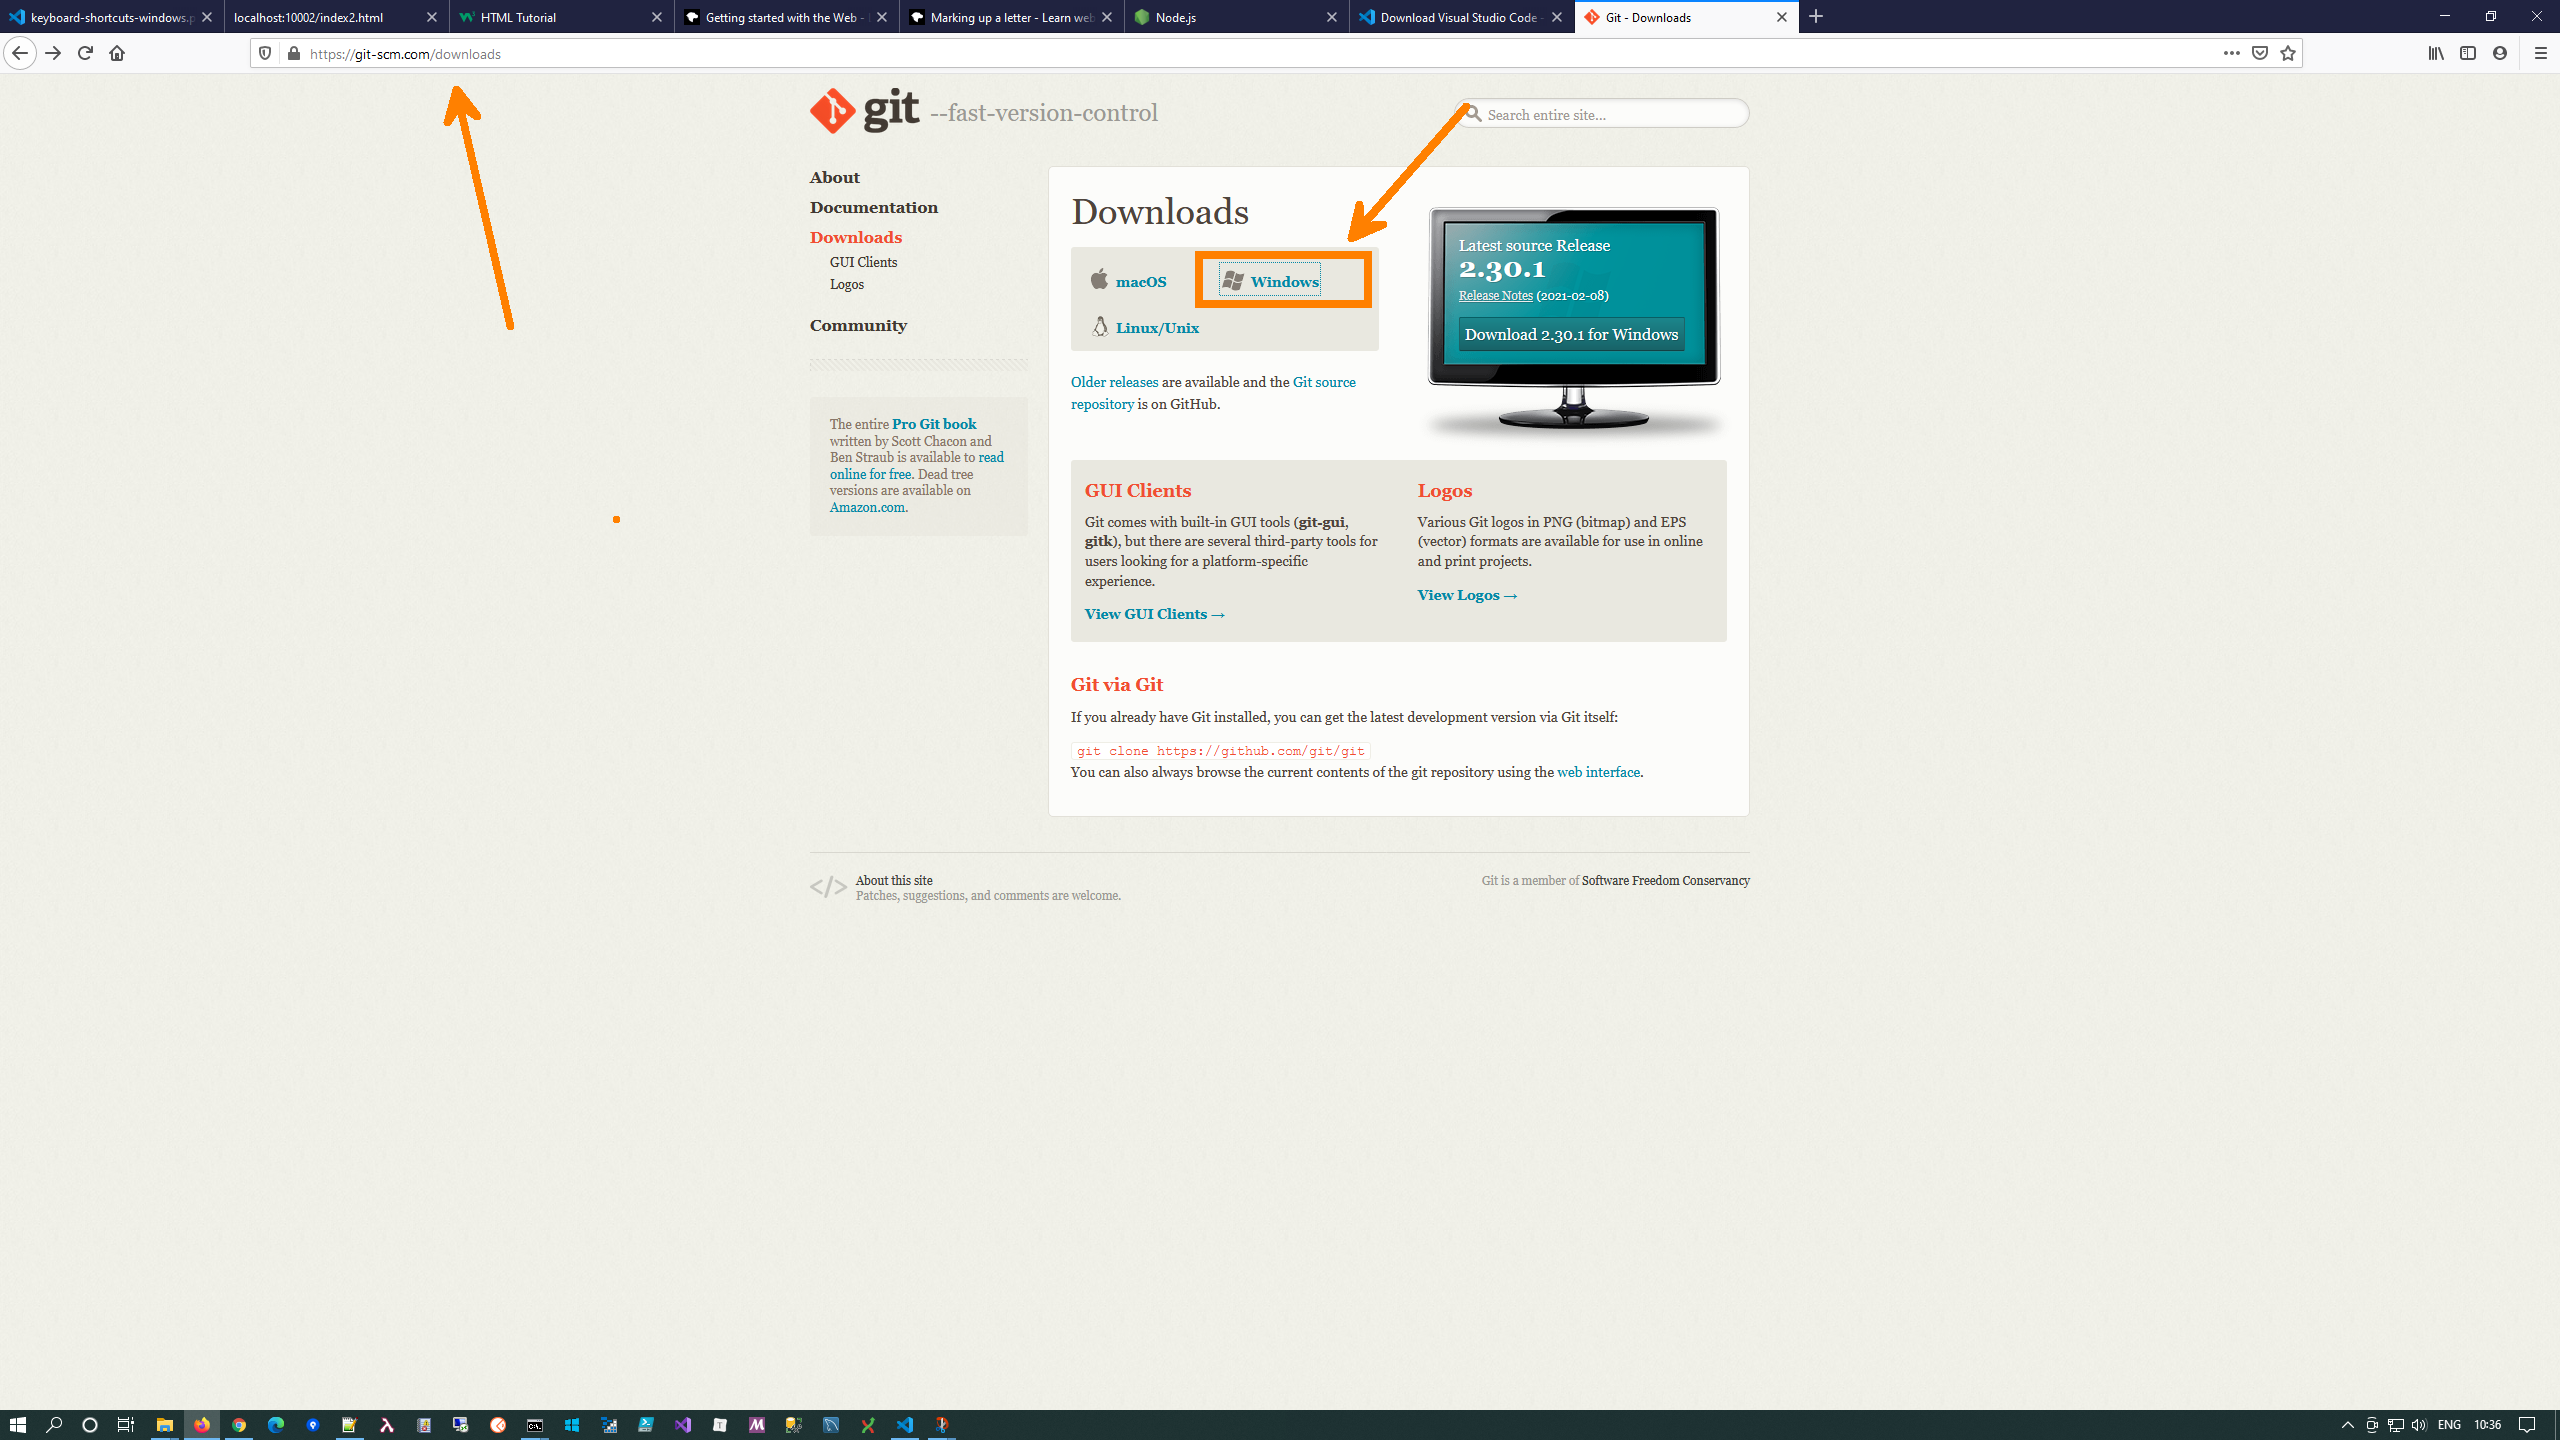 keyboard-shortcuts-windows.p
localhost:10002/index2.html
HTML Tutorial
Getting started with the Web -
Marking up a letter - Learn web
Node.js
Download Visual Studio Code -
Git - Downloads
https://git-scm.com/downloads
git --fast-version-control
Search entire site...
About
Documentation
Downloads
GUI Clients
Logos
Community
The entire Pro Git book
written by Scott Chacon and
Ben Straub is available to read
online for free. Dead tree
versions are available on
Amazon.com.
Downloads
macOS
Windows
Linux/Unix
Older releases are available and the Git source
repository is on GitHub.
Latest source Release
2.30.1
Release Notes (2021-02-08)
Download 2.30.1 for Windows
GUI Clients
Git comes with built-in GUI tools (git-gui,
gitk), but there are several third-party tools for
users looking for a platform-specific
experience.
View GUI Clients →
Logos
Various Git logos in PNG (bitmap) and EPS
(vector) formats are available for use in online
and print projects.
View Logos →
Git via Git
If you already have Git installed, you can get the latest development version via Git itself:
git clone https://github.com/git/git
You can also always browse the current contents of the git repository using the web interface.
</> About this site
Patches, suggestions, and comments are welcome.
Git is a member of Software Freedom Conservancy
ENG
10:36